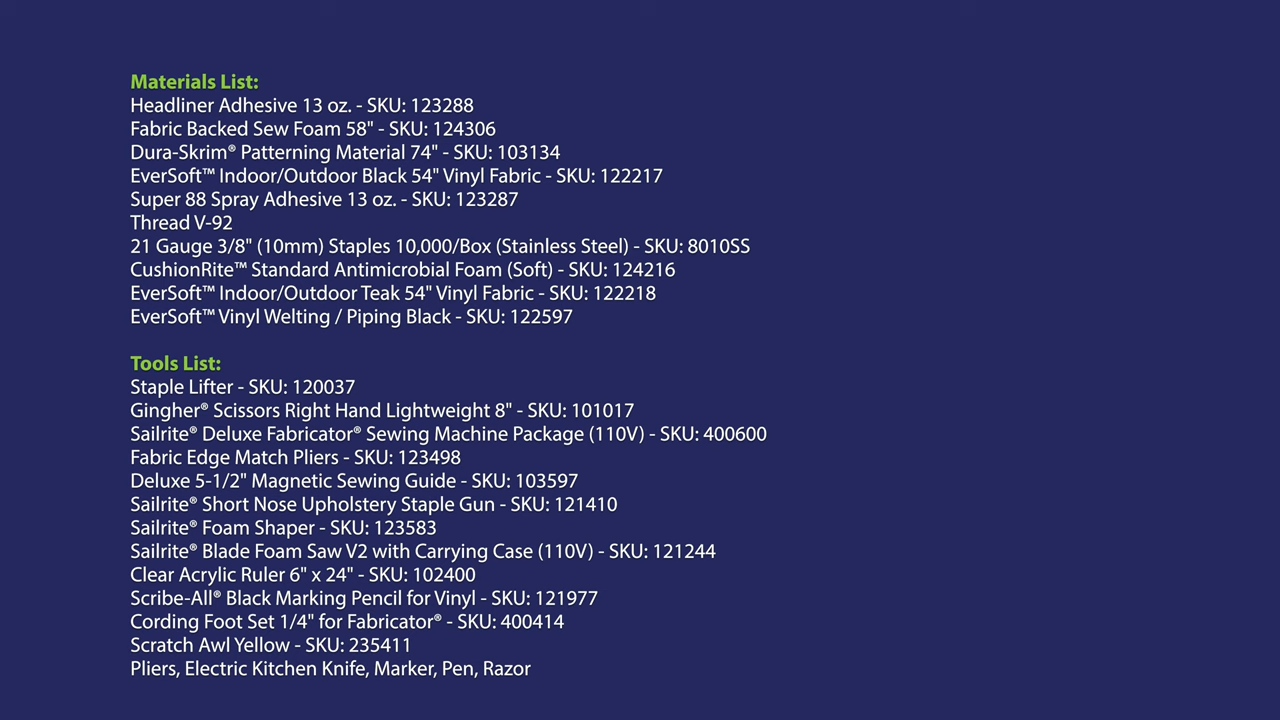 Materials List:
Headliner Adhesive 13 oz. - SKU: 123288
Fabric Backed Sew Foam 58" - SKU: 124306
Dura-Skrim® Patterning Material 74" - SKU: 103134
EverSoft™ Indoor/Outdoor Black 54" Vinyl Fabric - SKU: 122217
Super 88 Spray Adhesive 13 oz. - SKU: 123287
Thread V-92
21 Gauge 3/8" (10mm) Staples 10,000/Box (Stainless Steel) - SKU: 8010SS
CushionRite™ Standard Antimicrobial Foam (Soft) - SKU: 124216
EverSoft™ Indoor/Outdoor Teak 54" Vinyl Fabric - SKU: 122218
EverSoft™ Vinyl Welting / Piping Black - SKU: 122597
Tools List:
Staple Lifter - SKU: 120037
Gingher® Scissors Right Hand Lightweight 8" - SKU: 101017
Sailrite® Deluxe Fabricator® Sewing Machine Package (110V) - SKU: 400600
Fabric Edge Match Pliers - SKU: 123498
Deluxe 5-1/2" Magnetic Sewing Guide - SKU: 103597
Sailrite® Short Nose Upholstery Staple Gun - SKU: 121410
Sailrite® Foam Shaper - SKU: 123583
Sailrite® Blade Foam Saw V2 with Carrying Case (110V) - SKU: 121244
Clear Acrylic Ruler 6" x 24" - SKU: 102400
Scribe-All® Black Marking Pencil for Vinyl - SKU: 121977
Cording Foot Set 1/4" for Fabricator® - SKU: 400414
Scratch Awl Yellow - SKU: 235411
Pliers, Electric Kitchen Knife, Marker, Pen, Razor